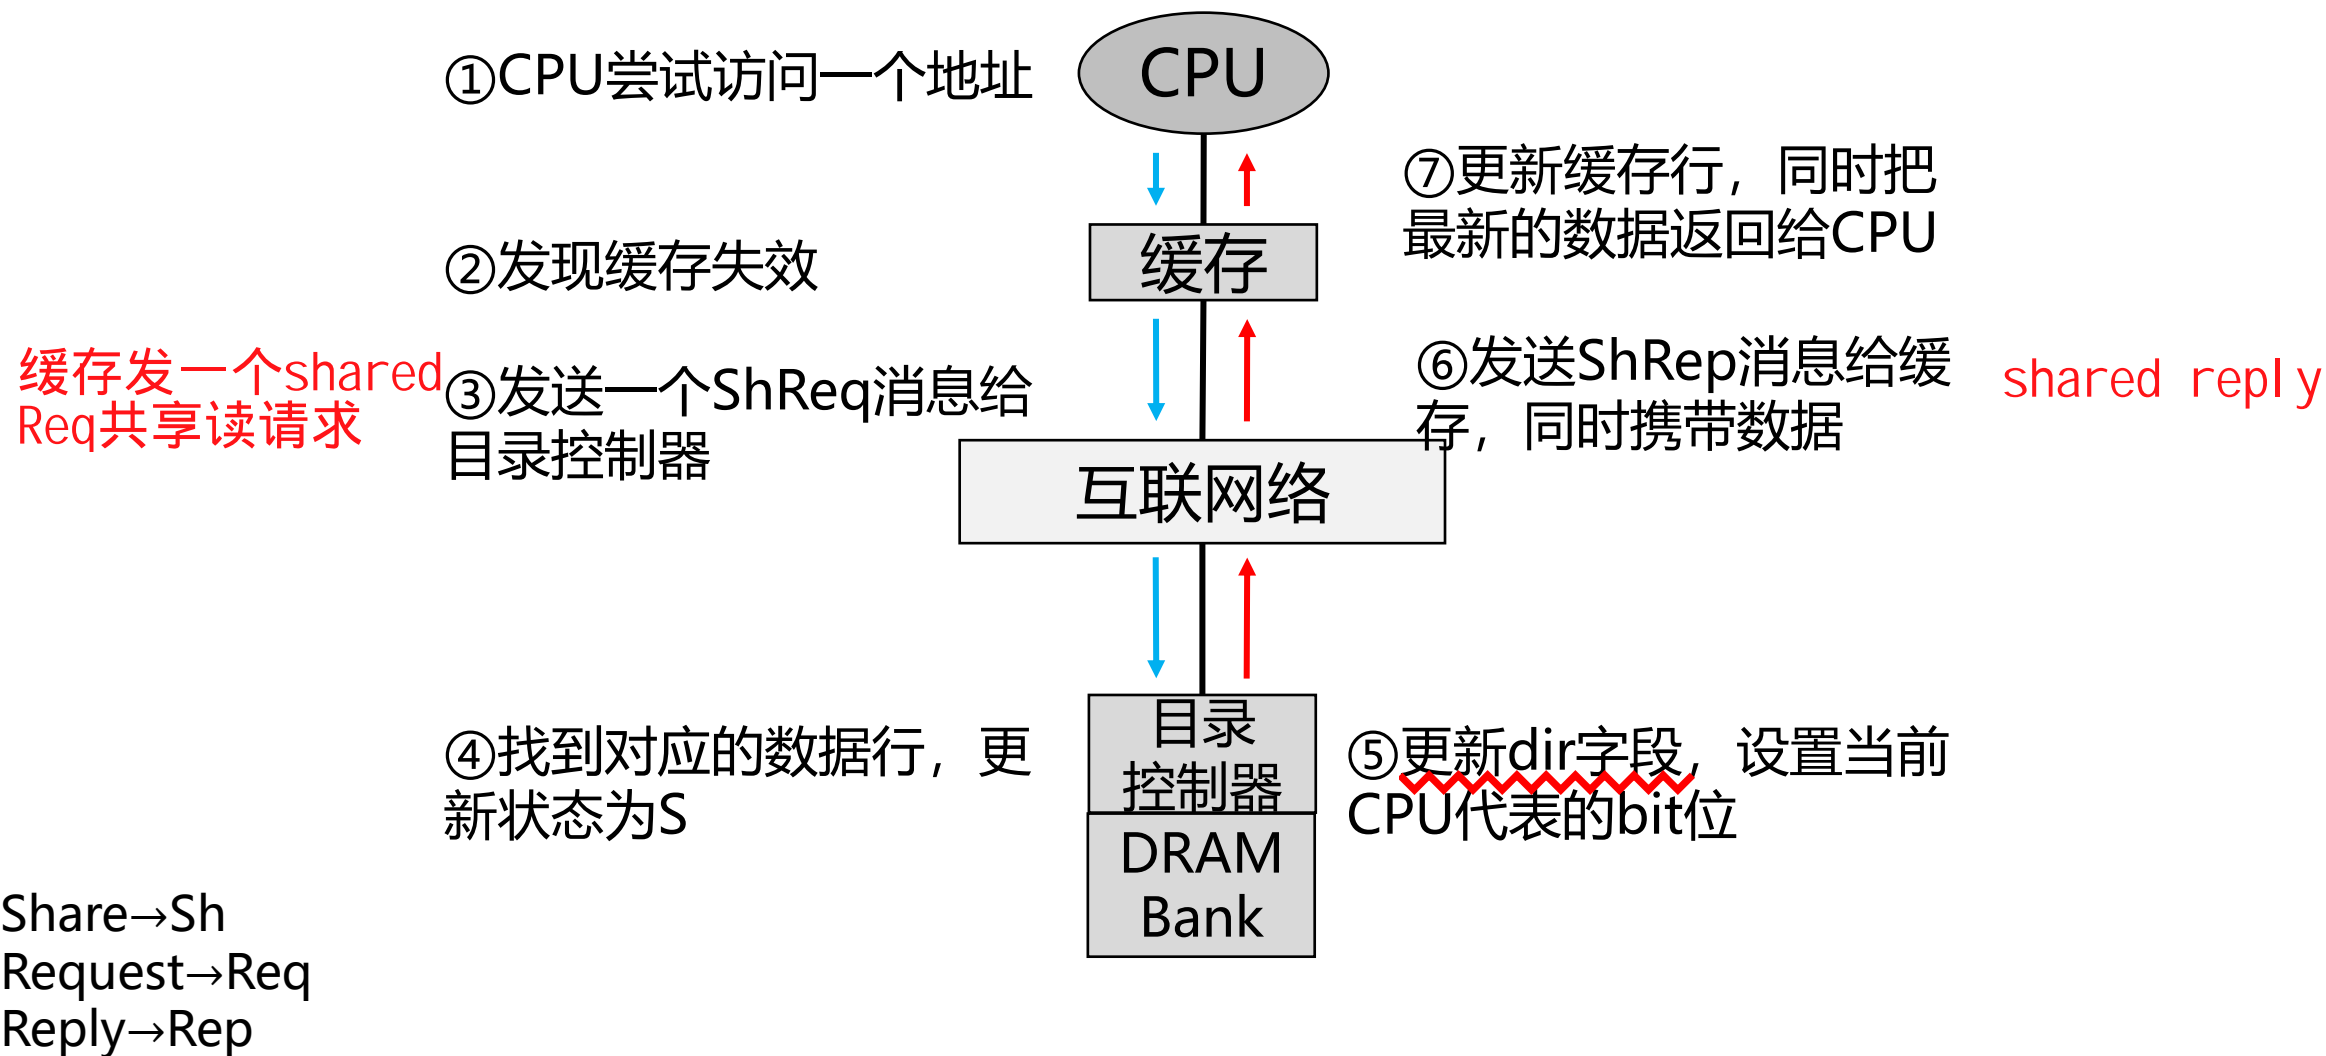 ①CPU尝试访问一个地址
CPU
⑦更新缓存行，同时把
最新的数据返回给CPU
②发现缓存失效
缓存
缓存发一个shared
Req共享读请求
③发送一个ShReq消息给
目录控制器
⑥发送ShRep消息给缓
存，同时携带数据
shared reply
互联网络
④找到对应的数据行，更
新状态为S
目录
控制器
⑤更新dir字段，设置当前
CPU代表的bit位
DRAM
Bank
Share→Sh
Request→Req
Reply→Rep